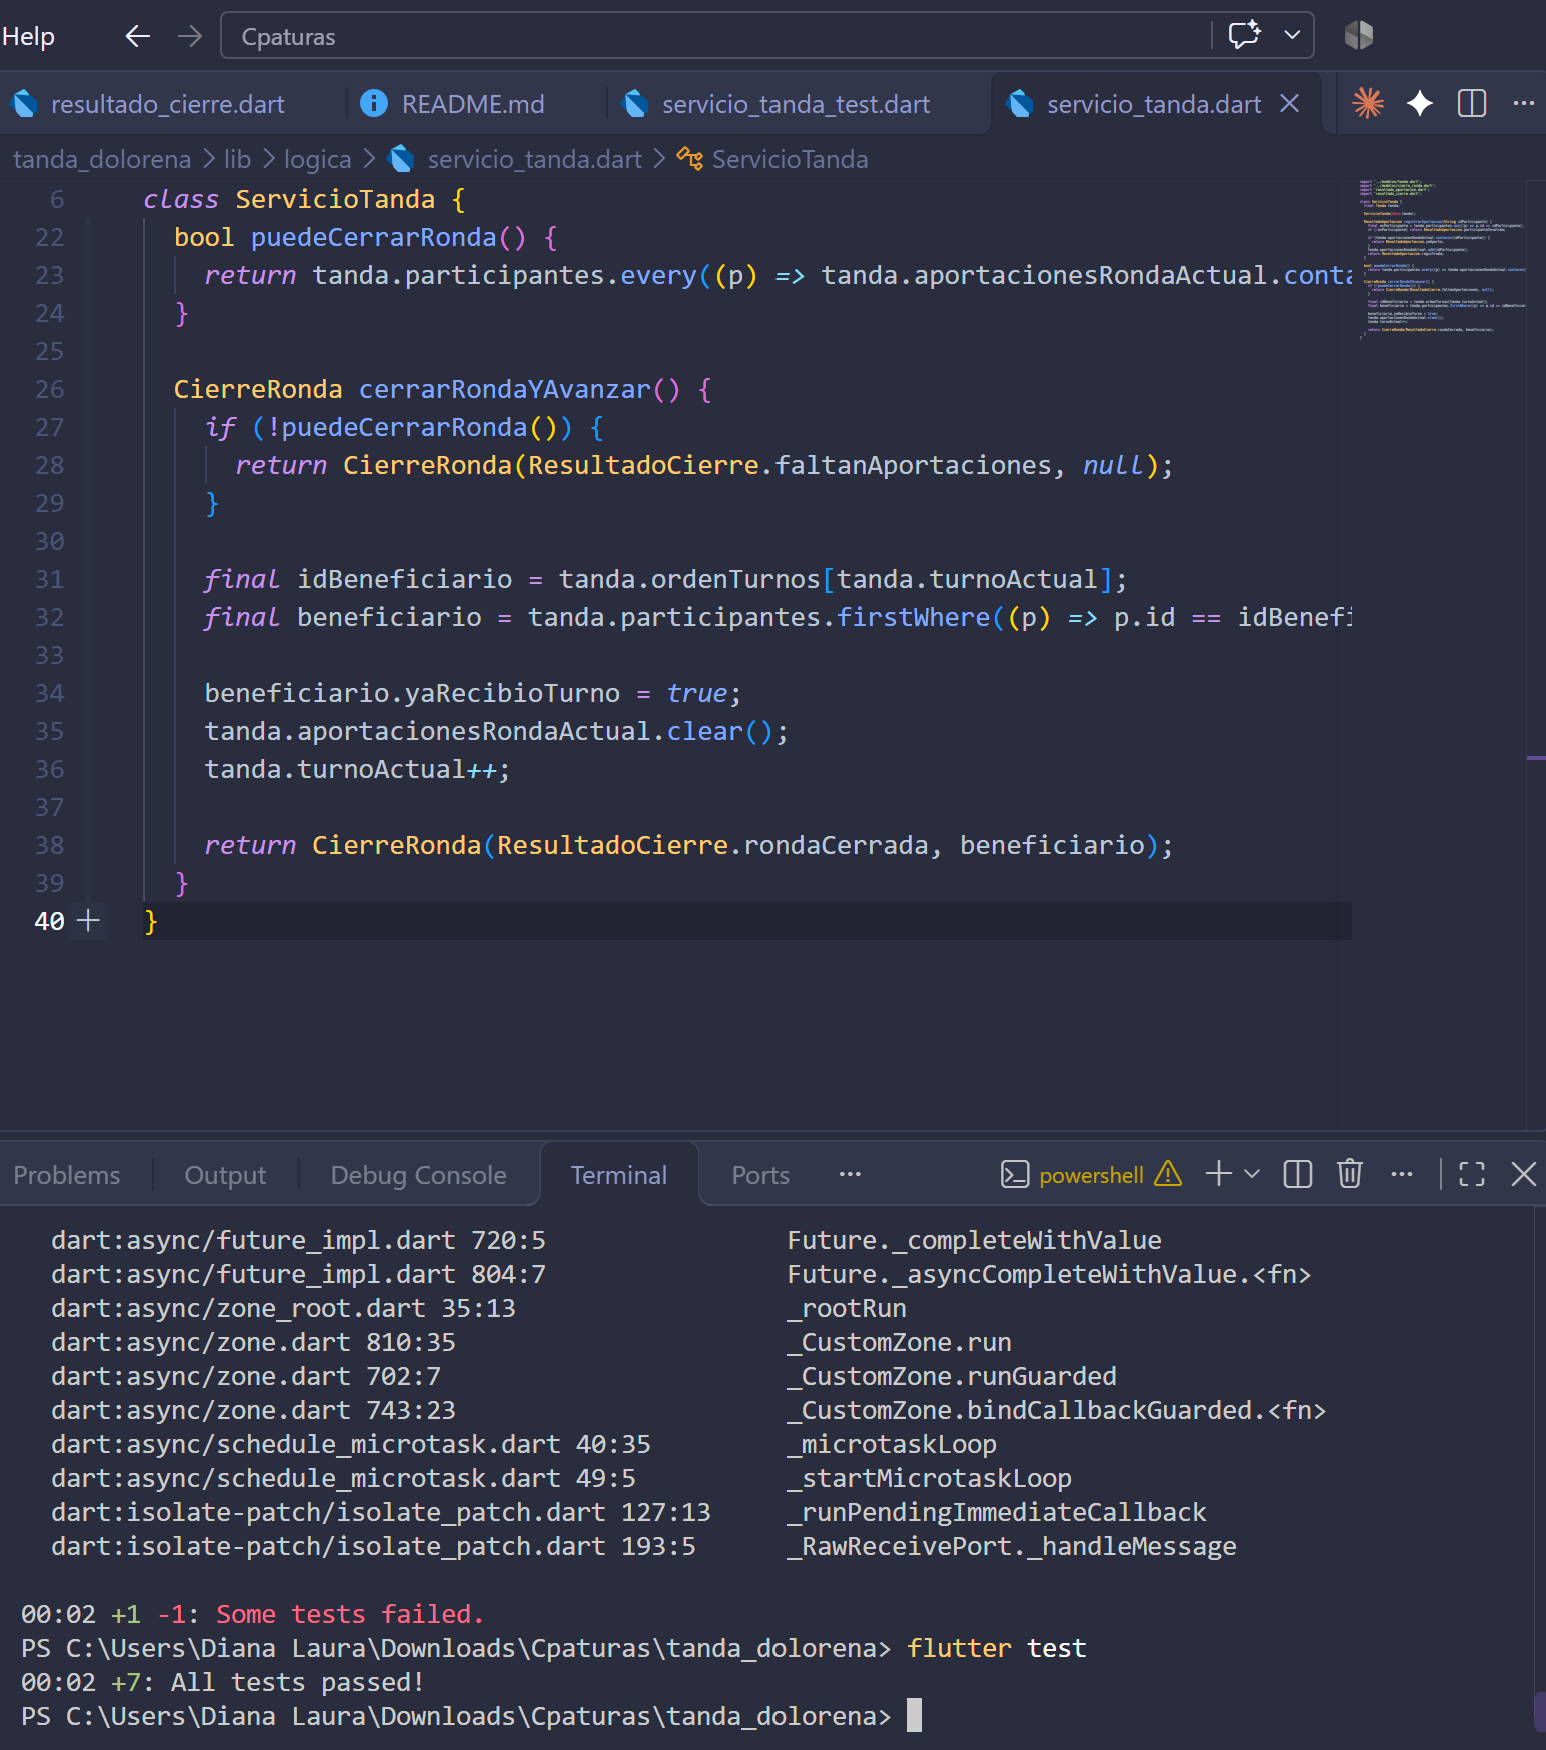 Help
Cpaturas
resultado_cierre.dart
README.md
servicio_tanda_test.dart
servicio_tanda.dart
tanda_dolorena > lib > logica > servicio_tanda.dart > ServicioTanda
6 class ServicioTanda {
22 bool puedeCerrarRonda() {
23 return tanda.participantes.every((p) => tanda.aportacionesRondaActual.conta
24 }
25
26 CierreRonda cerrarRondaYAvanzar() {
27 if (!puedeCerrarRonda()) {
28 return CierreRonda(ResultadoCierre.faltanAportaciones, null);
29 }
30
31 final idBeneficiario = tanda.ordenTurnos[tanda.turnoActual];
32 final beneficiario = tanda.participantes.firstWhere((p) => p.id == idBenefi
33
34 beneficiario.yaRecibioTurno = true;
35 tanda.aportacionesRondaActual.clear();
36 tanda.turnoActual++;
37
38 return CierreRonda(ResultadoCierre.rondaCerrada, beneficiario);
39 }
40 }
Problems Output Debug Console Terminal Ports powershell
dart:async/future_impl.dart 720:5 Future._completeWithValue
dart:async/future_impl.dart 804:7 Future._asyncCompleteWithValue.<fn>
dart:async/zone_root.dart 35:13 _rootRun
dart:async/zone.dart 810:35 _CustomZone.run
dart:async/zone.dart 702:7 _CustomZone.runGuarded
dart:async/zone.dart 743:23 _CustomZone.bindCallbackGuarded.<fn>
dart:async/schedule_microtask.dart 40:35 _microtaskLoop
dart:async/schedule_microtask.dart 49:5 _startMicrotaskLoop
dart:isolate-patch/isolate_patch.dart 127:13 _runPendingImmediateCallback
dart:isolate-patch/isolate_patch.dart 193:5 _RawReceivePort._handleMessage
00:02 +1 -1: Some tests failed.
PS C:\Users\Diana Laura\Downloads\Cpaturas\tanda_dolorena> flutter test
00:02 +7: All tests passed!
PS C:\Users\Diana Laura\Downloads\Cpaturas\tanda_dolorena>